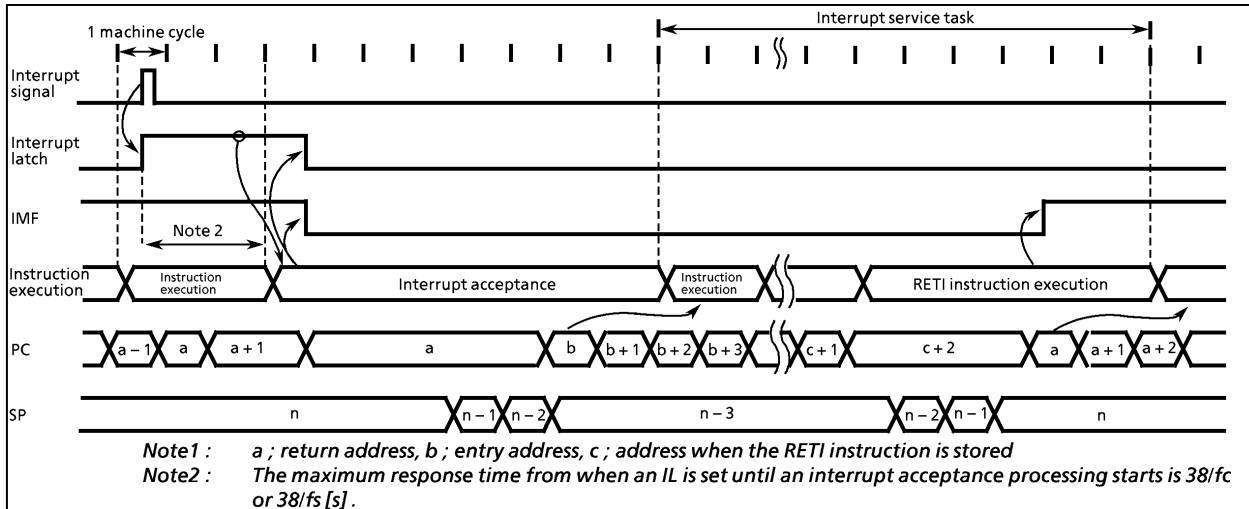 Interrupt service task
1 machine cycle
Interrupt
signal
Interrupt
latch
IMF
Note 2
Instruction
execution
Instruction
execution
Interrupt acceptance
Instruction
execution
RETI instruction execution
PC
a – 1
a
a + 1
a
b
b + 1
b + 2
b + 3
c + 1
c + 2
a
a + 1
a + 2
SP
n
n – 1
n – 2
n – 3
n – 2
n – 1
n
Note1 : a ; return address, b ; entry address, c ; address when the RETI instruction is stored
Note2 : The maximum response time from when an IL is set until an interrupt acceptance processing starts is 38/fc
or 38/fs [s] .